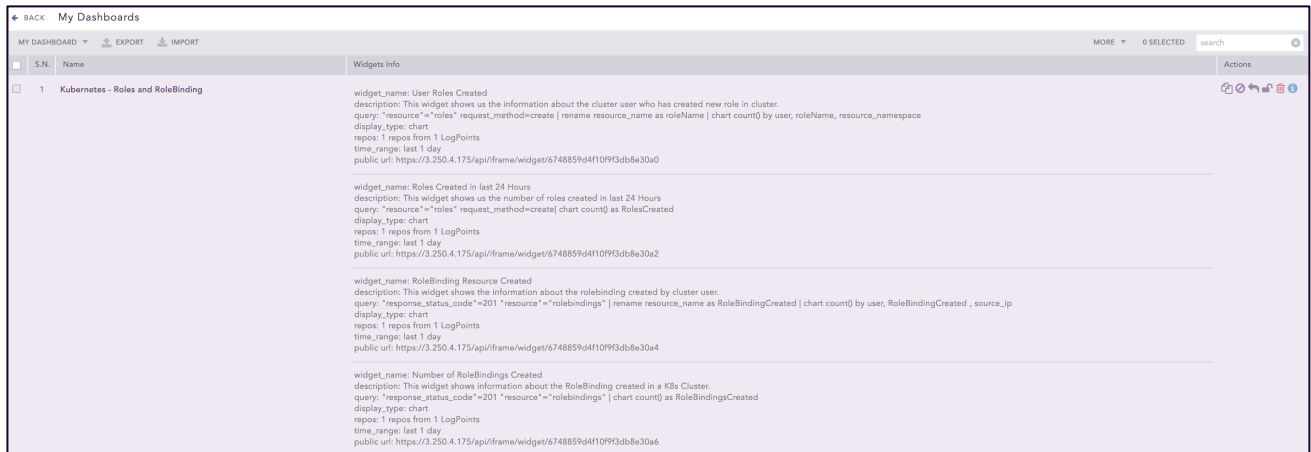 BACK My Dashboards
MY DASHBOARD EXPORT IMPORT MORE 0 SELECTED search
S.N. Name Widgets Info Actions
1 Kubernetes - Roles and RoleBinding
widget_name: User Roles Created
description: This widget shows us the information about the cluster user who has created new role in cluster.
query: "resource"="roles" request_method=create | rename resource_name as roleName | chart count() by user, roleName, resource_namespace
display_type: chart
repos: 1 repos from 1 LogPoints
time_range: last 1 day
public url: https://3.250.4.175/api/iframe/widget/6748859d4f10f9f3db8e30a0
widget_name: Roles Created in last 24 Hours
description: This widget shows us the number of roles created in last 24 Hours
query: "resource"="roles" request_method=create| chart count() as RolesCreated
display_type: chart
repos: 1 repos from 1 LogPoints
time_range: last 1 day
public url: https://3.250.4.175/api/iframe/widget/6748859d4f10f9f3db8e30a2
widget_name: RoleBinding Resource Created
description: This widget shows the information about the rolebinding created by cluster user.
query: "response_status_code"=201 "resource"="rolebindings" | rename resource_name as RoleBindingCreated | chart count() by user, RoleBindingCreated , source_ip
display_type: chart
repos: 1 repos from 1 LogPoints
time_range: last 1 day
public url: https://3.250.4.175/api/iframe/widget/6748859d4f10f9f3db8e30a4
widget_name: Number of RoleBindings Created
description: This widget shows information about the RoleBinding created in a K8s Cluster.
query: "response_status_code"=201 "resource"="rolebindings" | chart count() as RoleBindingsCreated
display_type: chart
repos: 1 repos from 1 LogPoints
time_range: last 1 day
public url: https://3.250.4.175/api/iframe/widget/6748859d4f10f9f3db8e30a6